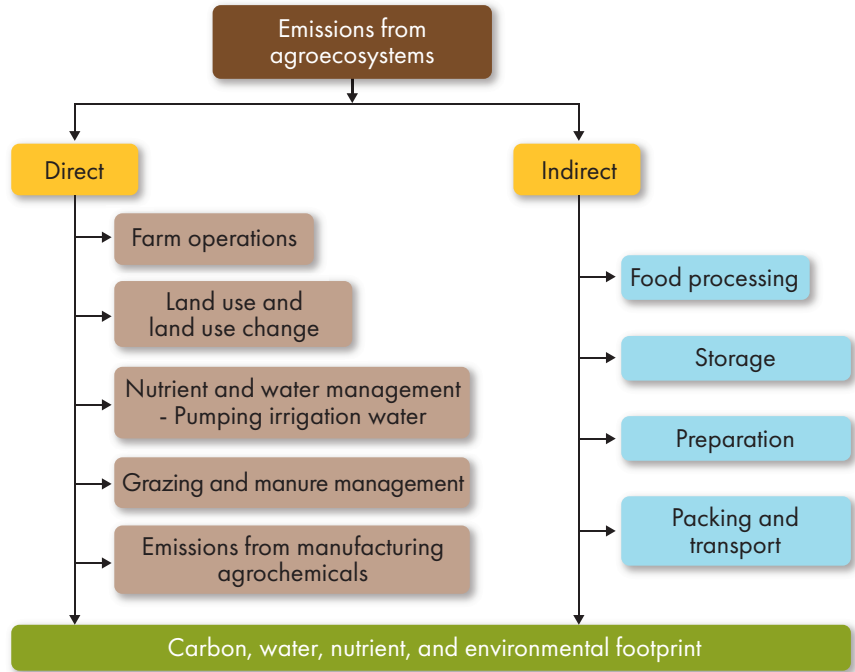 Emissions from
agroecosystems
Direct
Indirect
Farm operations
Land use and
land use change
Nutrient and water management
- Pumping irrigation water
Grazing and manure management
Emissions from manufacturing
agrochemicals
Food processing
Storage
Preparation
Packing and
transport
Carbon, water, nutrient, and environmental footprint